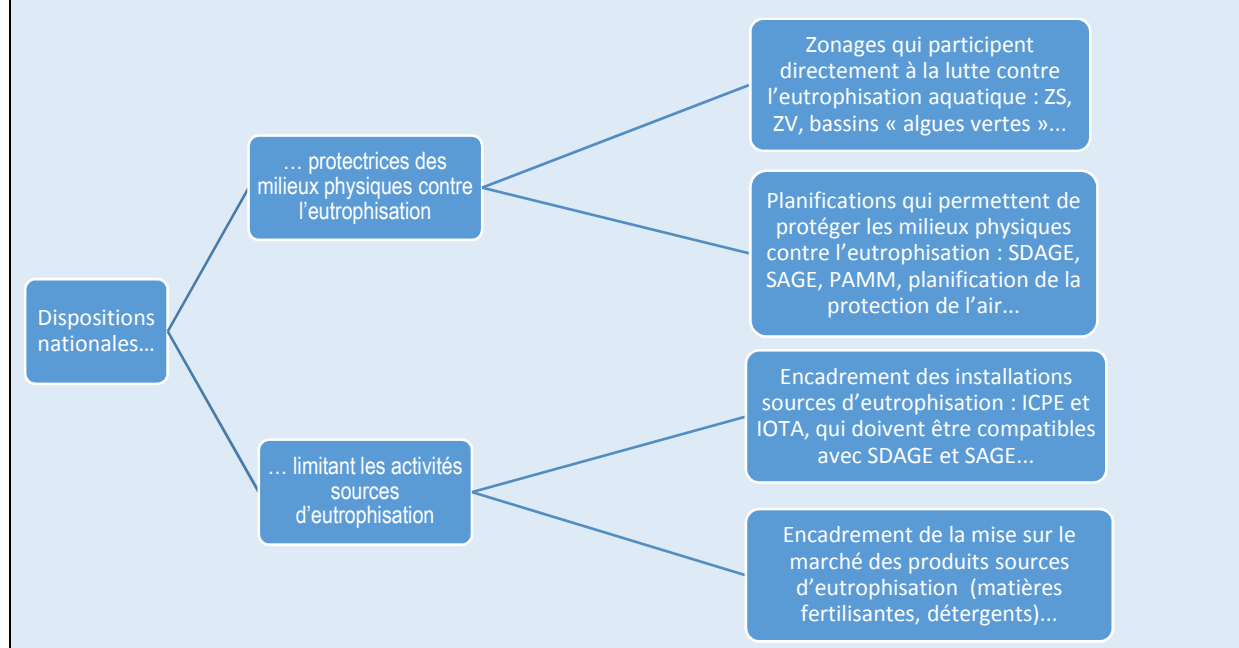 Dispositions
nationales…
… protectrices des
milieux physiques contre
l’eutrophisation
Zonages qui participent
directement à la lutte contre
l’eutrophisation aquatique : ZS,
ZV, bassins « algues vertes »...
Planifications qui permettent de
protéger les milieux physiques
contre l’eutrophisation : SDAGE,
SAGE, PAMM, planification de la
protection de l’air...
… limitant les activités
sources
d’eutrophisation
Encadrement des installations
sources d’eutrophisation : ICPE et
IOTA, qui doivent être compatibles
avec SDAGE et SAGE...
Encadrement de la mise sur le
marché des produits sources
d’eutrophisation (matières
fertilisantes, détergents)...